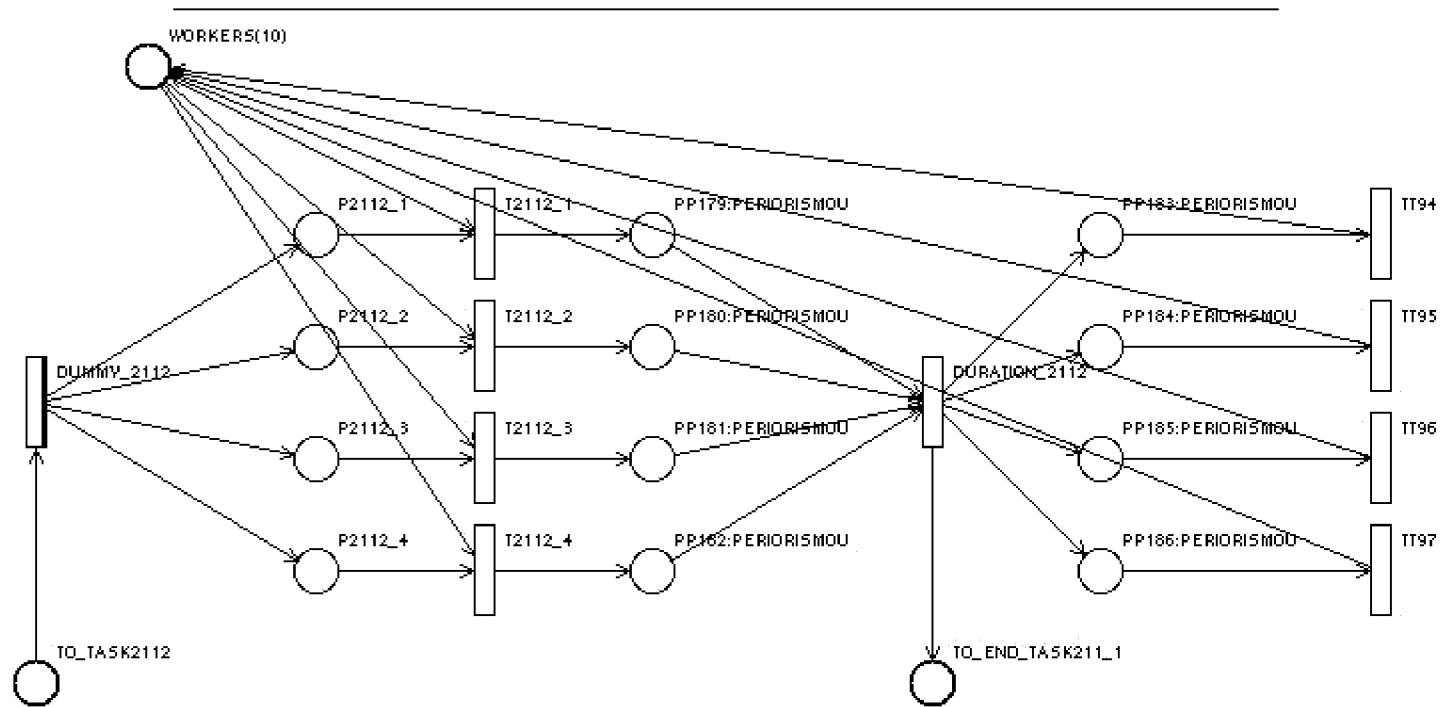 WORKERS(10)
P2112_1
T2112_1
PP179:PERIORISMOU
PP183:PERIORISMOU
TT94
P2112_2
T2112_2
PP180:PERIORISMOU
PP184:PERIORISMOU
TT95
DUMMY_2112
DURATION_2112
P2112_3
T2112_3
PP181:PERIORISMOU
PP185:PERIORISMOU
TT96
P2112_4
T2112_4
PP182:PERIORISMOU
PP186:PERIORISMOU
TT97
TO_TASK2112
TO_END_TASK211_1